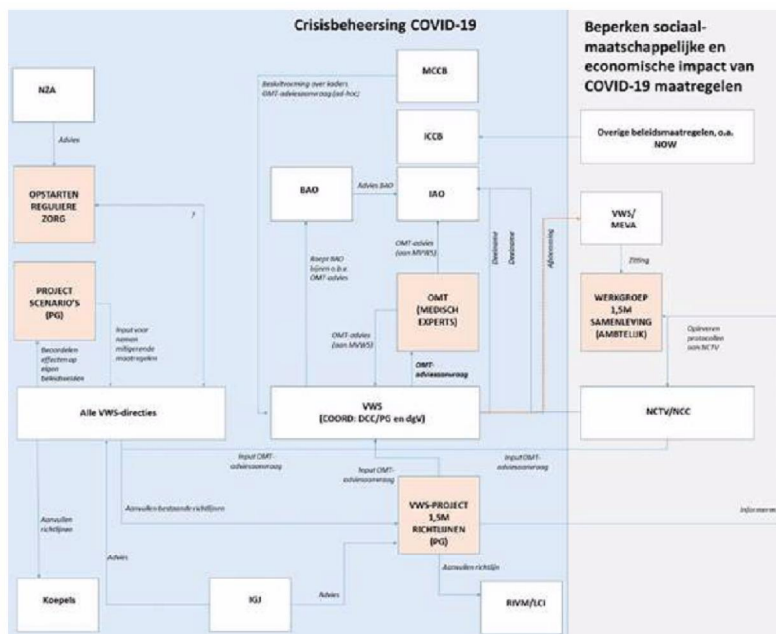 Crisisbeheersing COVID-19
Beperken sociaal-
maatschappelijke en
economische impact van
COVID-19 maatregelen
NZA
Advies
OPSTARTEN
REGULIERE
ZORG
?
PROJECT
SCENARIO'S
(PG)
Beoordelen
effecten op
eigen
beleidsvelden
Input voor
nemen
mitigerende
maatregelen
Alle VWS-directies
Aanvullen
richtlijnen
Advies
Koepels
IGJ
Advies
Besluitvorming over kaders
OMT-adviesaanvraag (ad-hoc)
MCCB
ICCB
BAO
Advies BAO
IAO
Roept BAO
bijeen o.b.v.
OMT-advies
OMT-advies
(aan MVWS)
OMT
(MEDISCH
EXPERTS)
OMT-advies
(aan MVWS)
OMT-
adviesaanvraag
Deelname
Deelname
Afstemming
VWS
(COORD: DCC/PG en dgV)
Input OMT-
adviesaanvraag
Input OMT-
adviesaanvraag
Input OMT-
adviesaanvraag
Aanvullen bestaande richtlijnen
VWS-PROJECT
1,5M
RICHTLIJNEN
(PG)
Aanvullen richtlijn
RIVM/LCI
Overige beleidsmaatregelen, o.a.
NOW
VWS/
MEVA
Zitting
WERKGROEP
1,5M
SAMENLEVING
(AMBTELIJK)
Opleveren
protocollen
aan NCTV
NCTV/NCC
Informeren